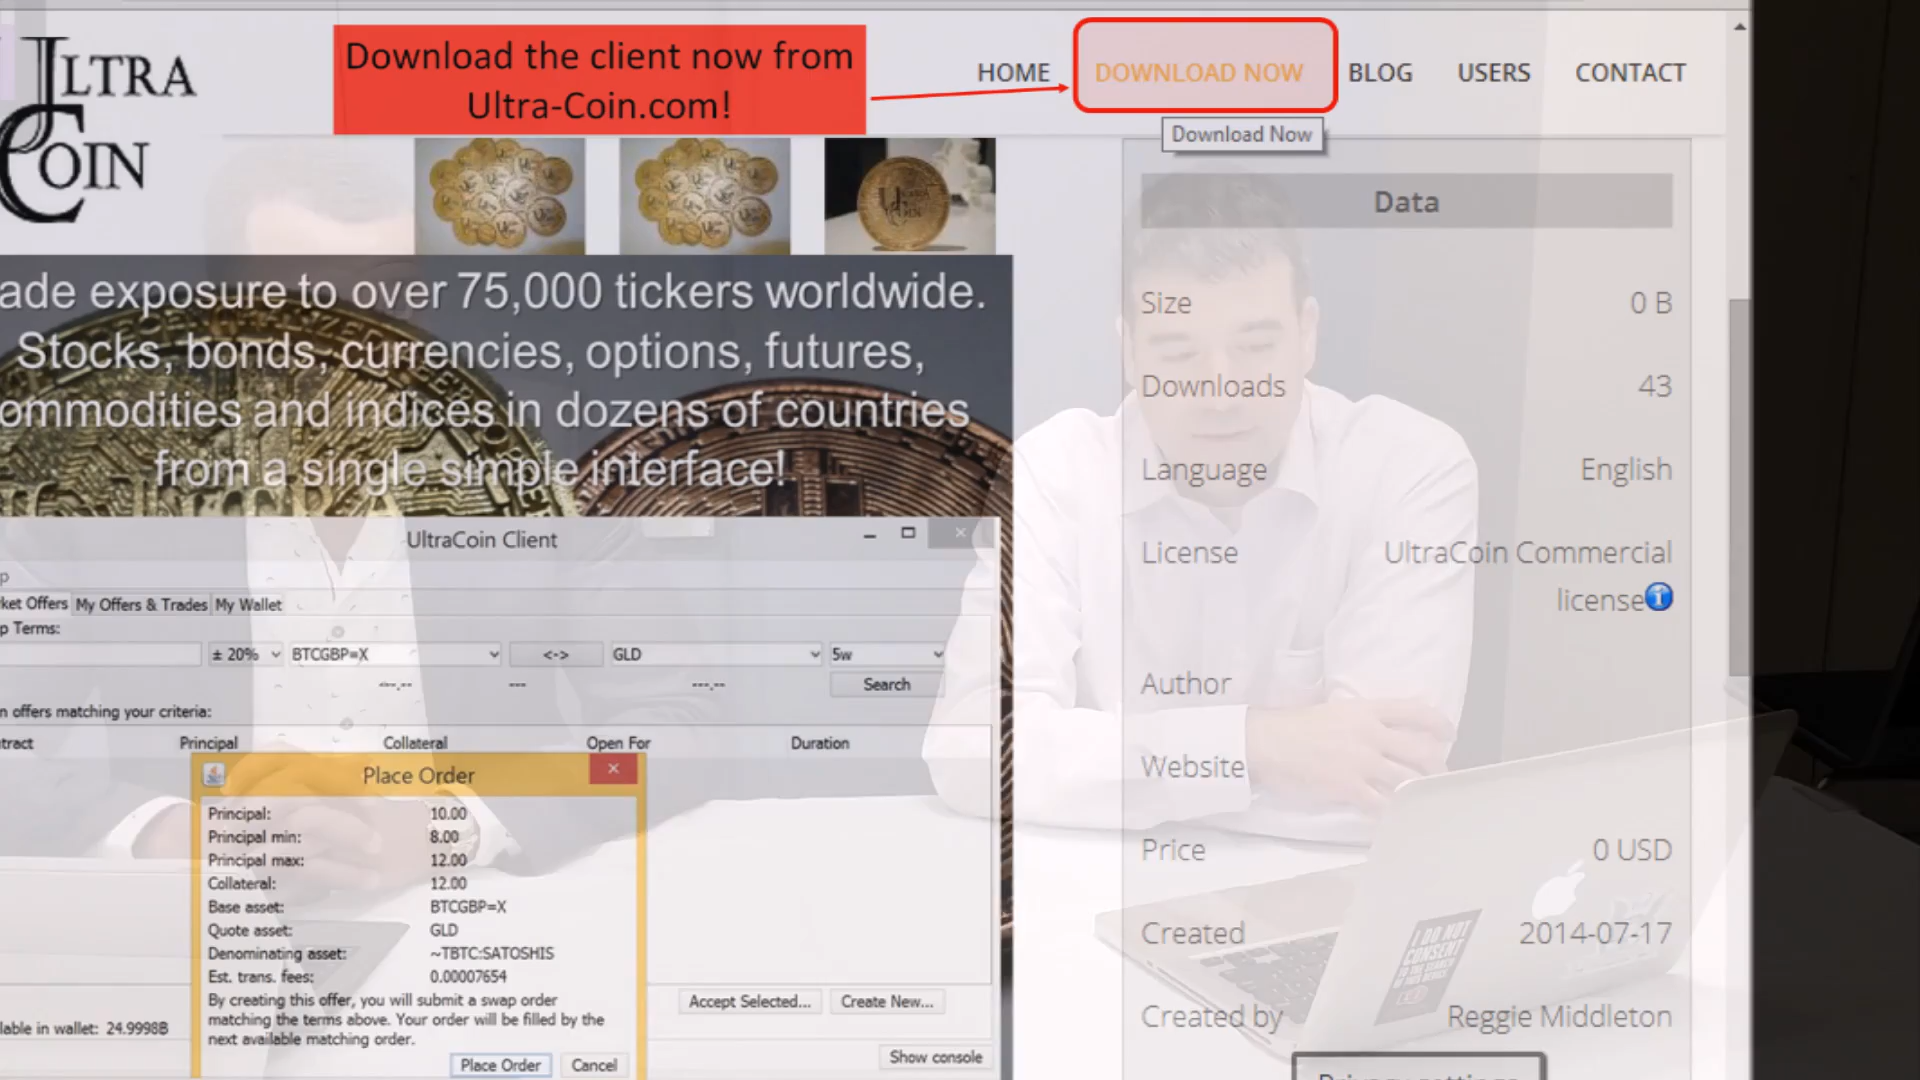 ULTRA
COIN
Download the client now from
Ultra-Coin.com!
HOME
DOWNLOAD NOW
BLOG
USERS
CONTACT
Download Now
ade exposure to over 75,000 tickers worldwide.
Stocks, bonds, currencies, options, futures,
ommodities and indices in dozens of countries
from a single simple interface!
UltraCoin Client
p
ket Offers My Offers & Trades My Wallet
p Terms:
± 20% BTCGBP=X <-> GLD 5w
---.-- --- ---.--
Search
n offers matching your criteria:
tract Principal Collateral Open For Duration
Place Order
Principal: 10.00
Principal min: 8.00
Principal max: 12.00
Collateral: 12.00
Base asset: BTCGBP=X
Quote asset: GLD
Denominating asset: ~TBTC:SATOSHIS
Est. trans. fees: 0.00007654
By creating this offer, you will submit a swap order
matching the terms above. Your order will be filled by the
next available matching order.
Place Order Cancel
Accept Selected... Create New...
lable in wallet: 24.9998B
Show console
Data
Size 0 B
Downloads 43
Language English
License UltraCoin Commercial
license
Author
Website
Price 0 USD
Created 2014-07-17
Created by Reggie Middleton
Privacy settings
I DO NOT
CONSENT